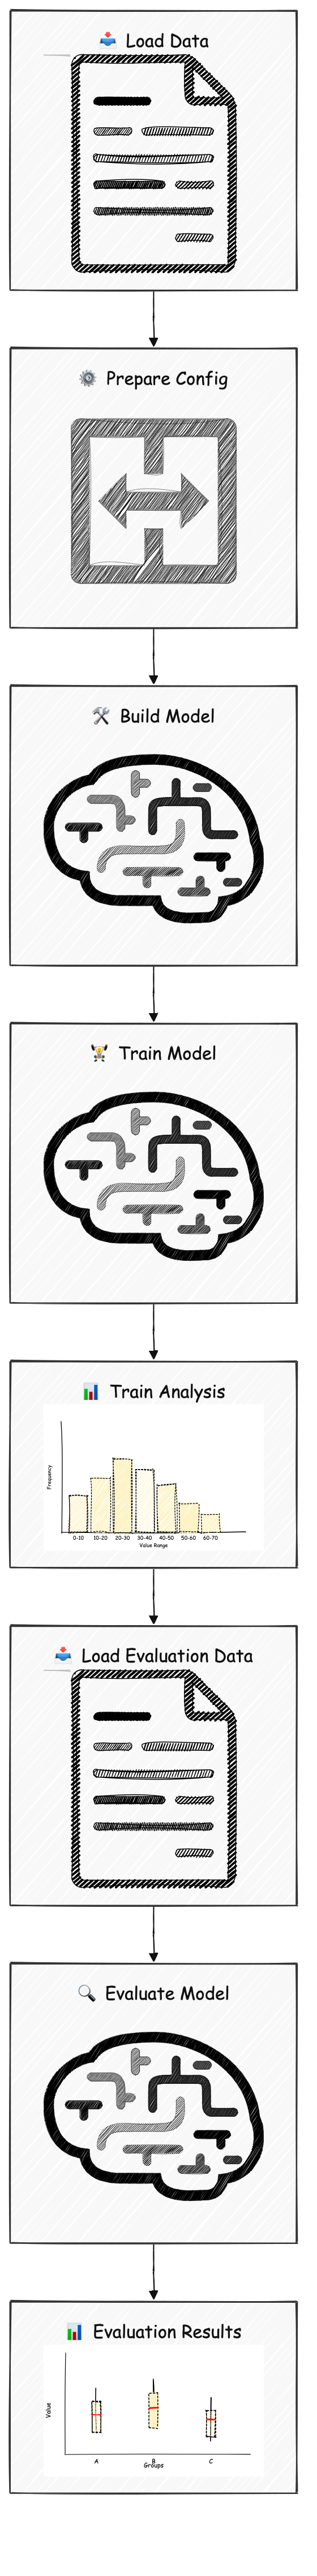 📥 Load Data
⚙️ Prepare Config
🛠️ Build Model
🏋️ Train Model
📊 Train Analysis
Frequency
0-10 10-20 20-30 30-40 40-50 50-60 60-70
Value Range
📥 Load Evaluation Data
🔍 Evaluate Model
📊 Evaluation Results
Value
A B C
Groups